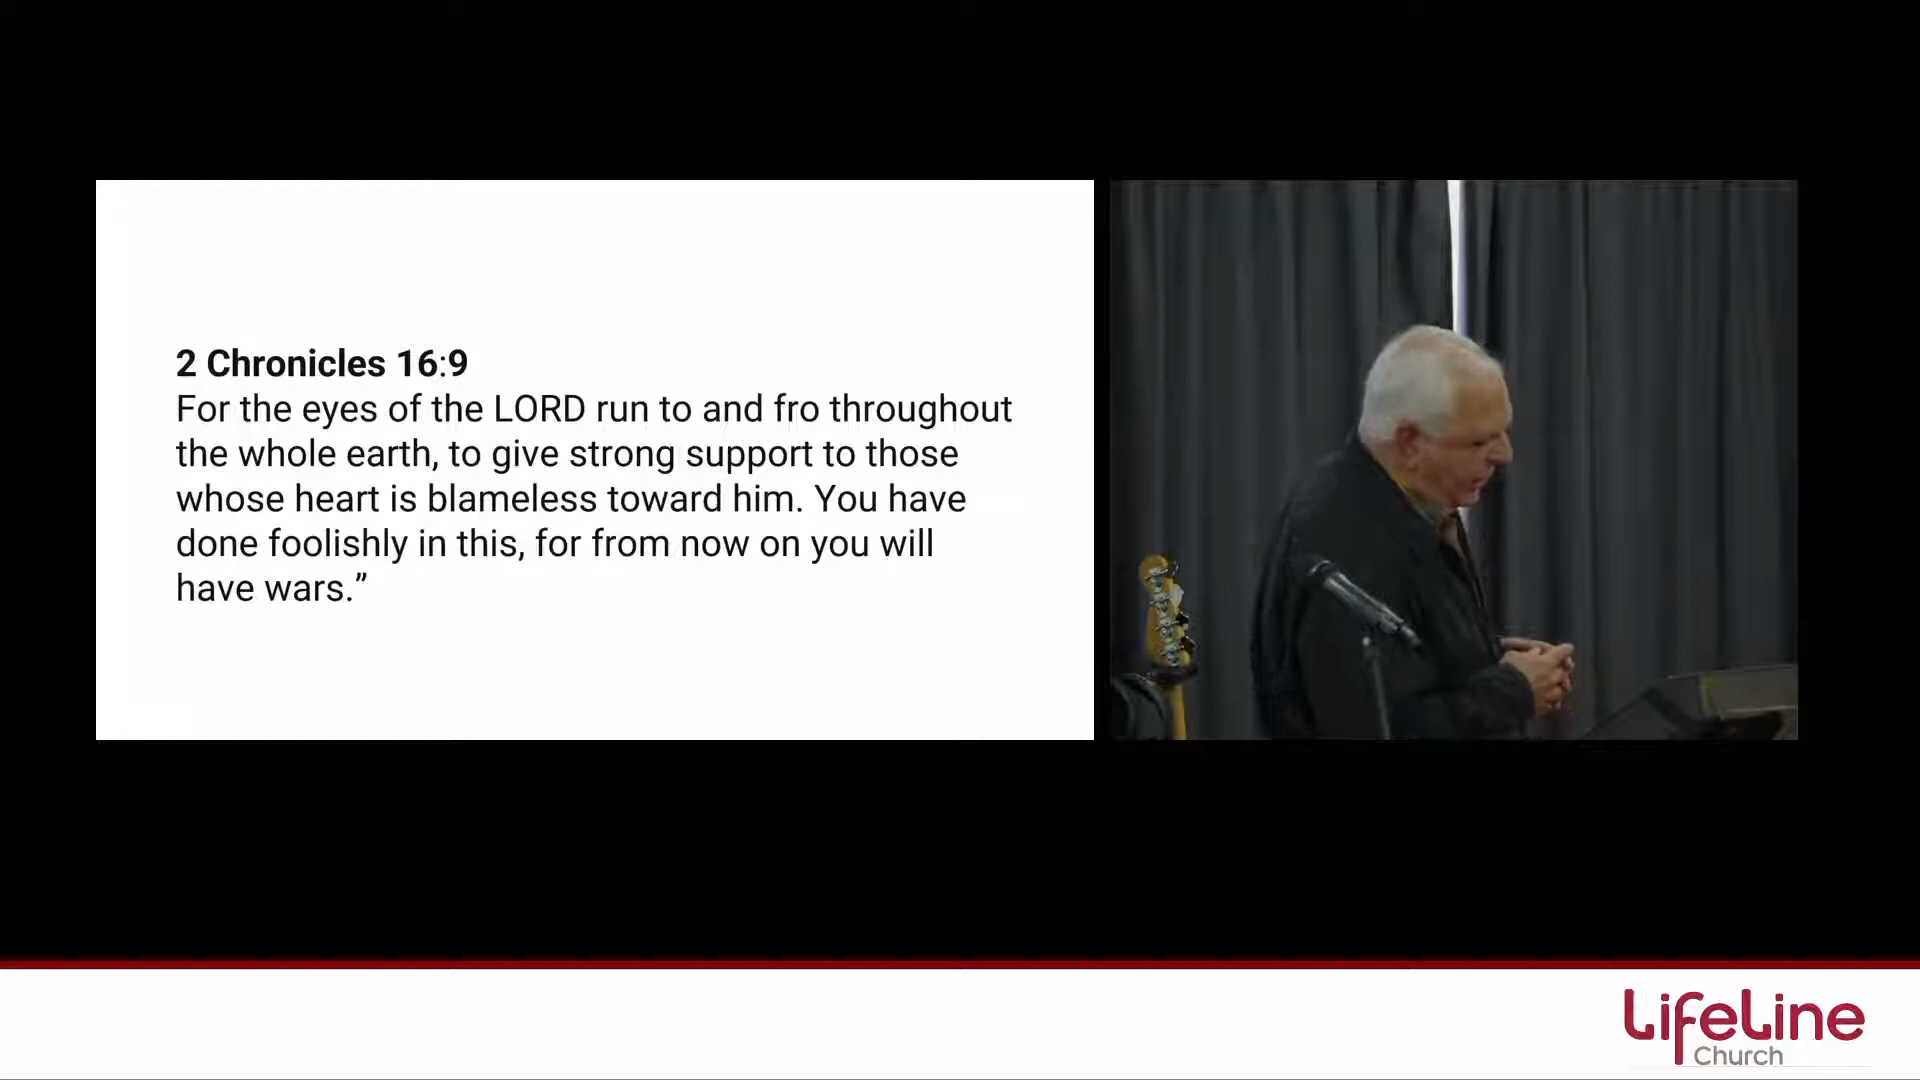 2 Chronicles 16:9
For the eyes of the LORD run to and fro throughout
the whole earth, to give strong support to those
whose heart is blameless toward him. You have
done foolishly in this, for from now on you will
have wars.”
LifeLine
Church